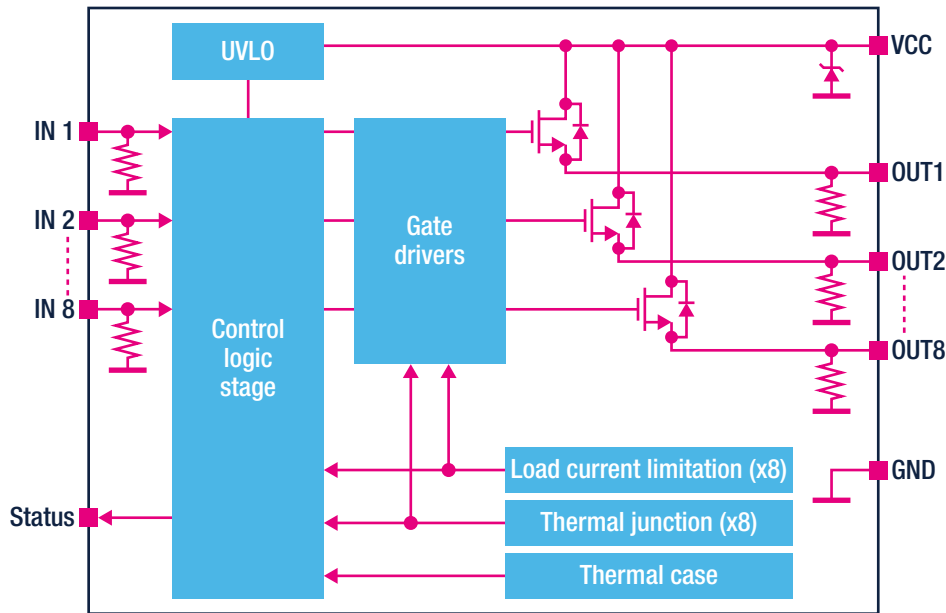 UVLO
VCC
IN 1
OUT1
IN 2
Gate
drivers
OUT2
IN 8
Control
logic
stage
OUT8
Load current limitation (x8)
GND
Status
Thermal junction (x8)
Thermal case